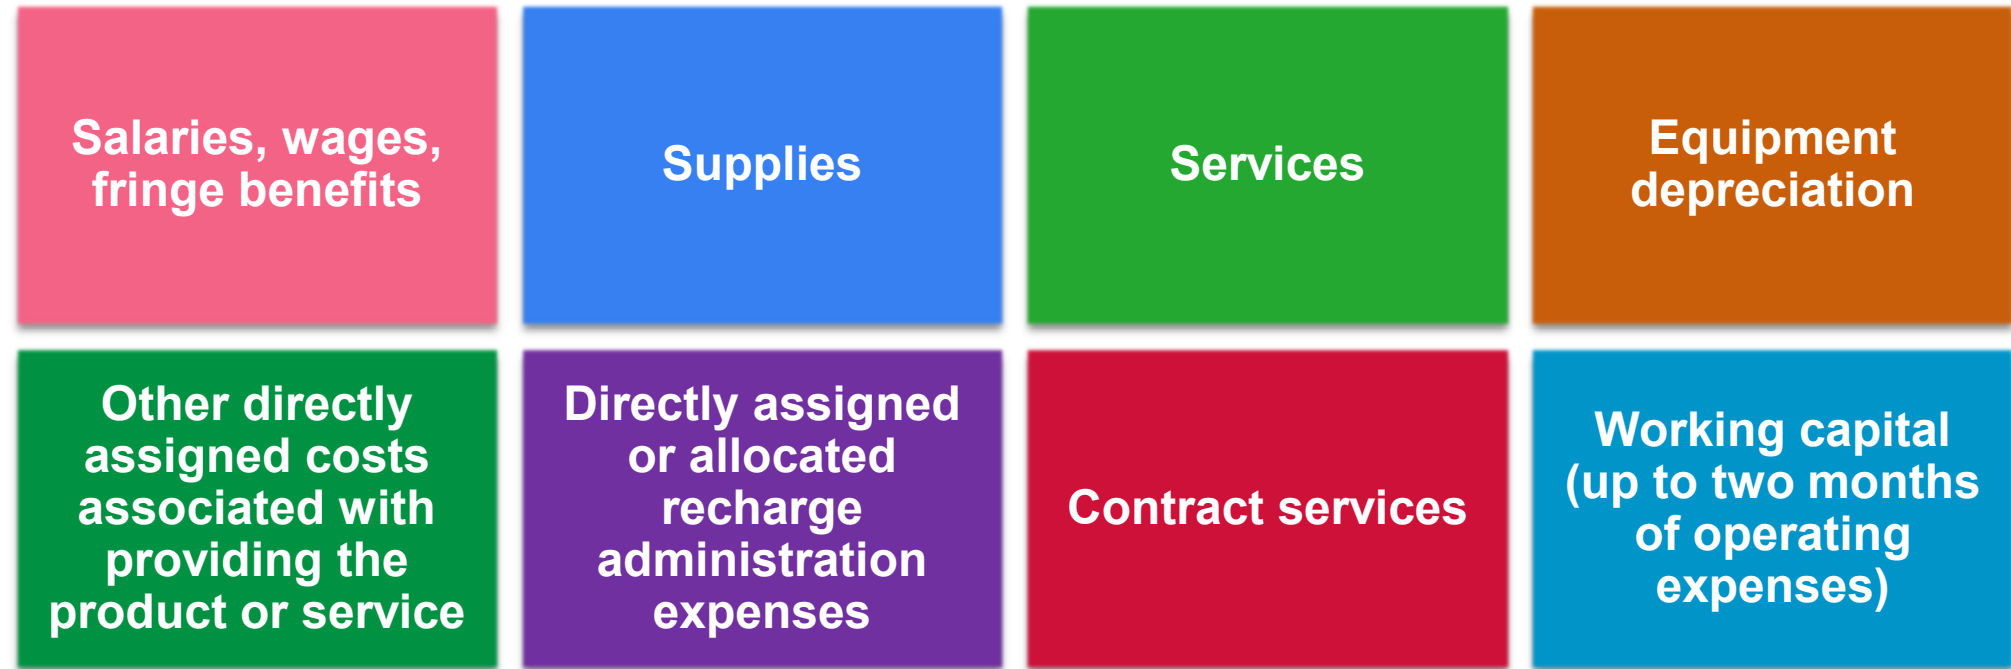 Salaries, wages,
fringe benefits
Supplies
Services
Equipment
depreciation
Other directly
assigned costs
associated with
providing the
product or service
Directly assigned
or allocated
recharge
administration
expenses
Contract services
Working capital
(up to two months
of operating
expenses)